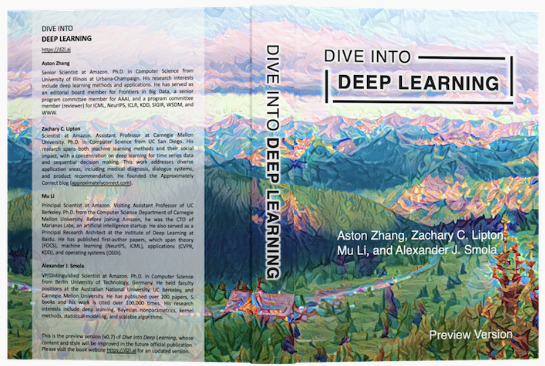 DIVE INTO
DEEP LEARNING
https://d2l.ai
Aston Zhang
Senior Scientist at Amazon. Ph.D. in Computer Science from
University of Illinois at Urbana-Champaign. His research interests
include deep learning methods and applications. He has served as
an editorial board member for Frontiers in Big Data, a senior
program committee member for AAAI, and a program committee
member (reviewer) for ICML, NeurIPS, ICLR, KDD, SIGIR, WSDM, and
WWW.
Zachary C. Lipton
Scientist at Amazon. Assistant Professor at Carnegie Mellon
University. Ph.D. in Computer Science from UC San Diego. His
research spans both machine learning methods and their social
impact, with a concentration on deep learning for time series data
and sequential decision making. This work addresses diverse
application areas, including medical diagnosis, dialogue systems,
and product recommendation. He founded the Approximately
Correct blog (approximatelycorrect.com).
Mu Li
Principal Scientist at Amazon. Visiting Assistant Professor of UC
Berkeley. Ph.D. from the Computer Science Department of Carnegie
Mellon University. Before joining Amazon, he was the CTO of
Marianas Labs, an artificial intelligence startup. He also served as a
Principal Research Architect at the Institute of Deep Learning at
Baidu. He has published first-author papers, which span theory
(FOCS), machine learning (NeurIPS, ICML), applications (CVPR,
KDD), and operating systems (OSDI).
Alexander J. Smola
VP/Distinguished Scientist at Amazon. Ph.D. in Computer Science
from Berlin University of Technology, Germany. He held faculty
positions at the Australian National University, UC Berkeley, and
Carnegie Mellon University. He has published over 200 papers, 5
books and his work is cited over 100,000 times. His research
interests include deep learning, Bayesian nonparametrics, kernel
methods, statistical modeling, and scalable algorithms.
This is the preview version (v0.7) of Dive into Deep Learning, whose
content and style will be improved in the future official publication.
Please visit the book website https://d2l.ai for an updated version.
DIVE INTO DEEP LEARNING
DIVE INTO
DEEP LEARNING
Aston Zhang, Zachary C. Lipton,
Mu Li, and Alexander J. Smola
Preview Version